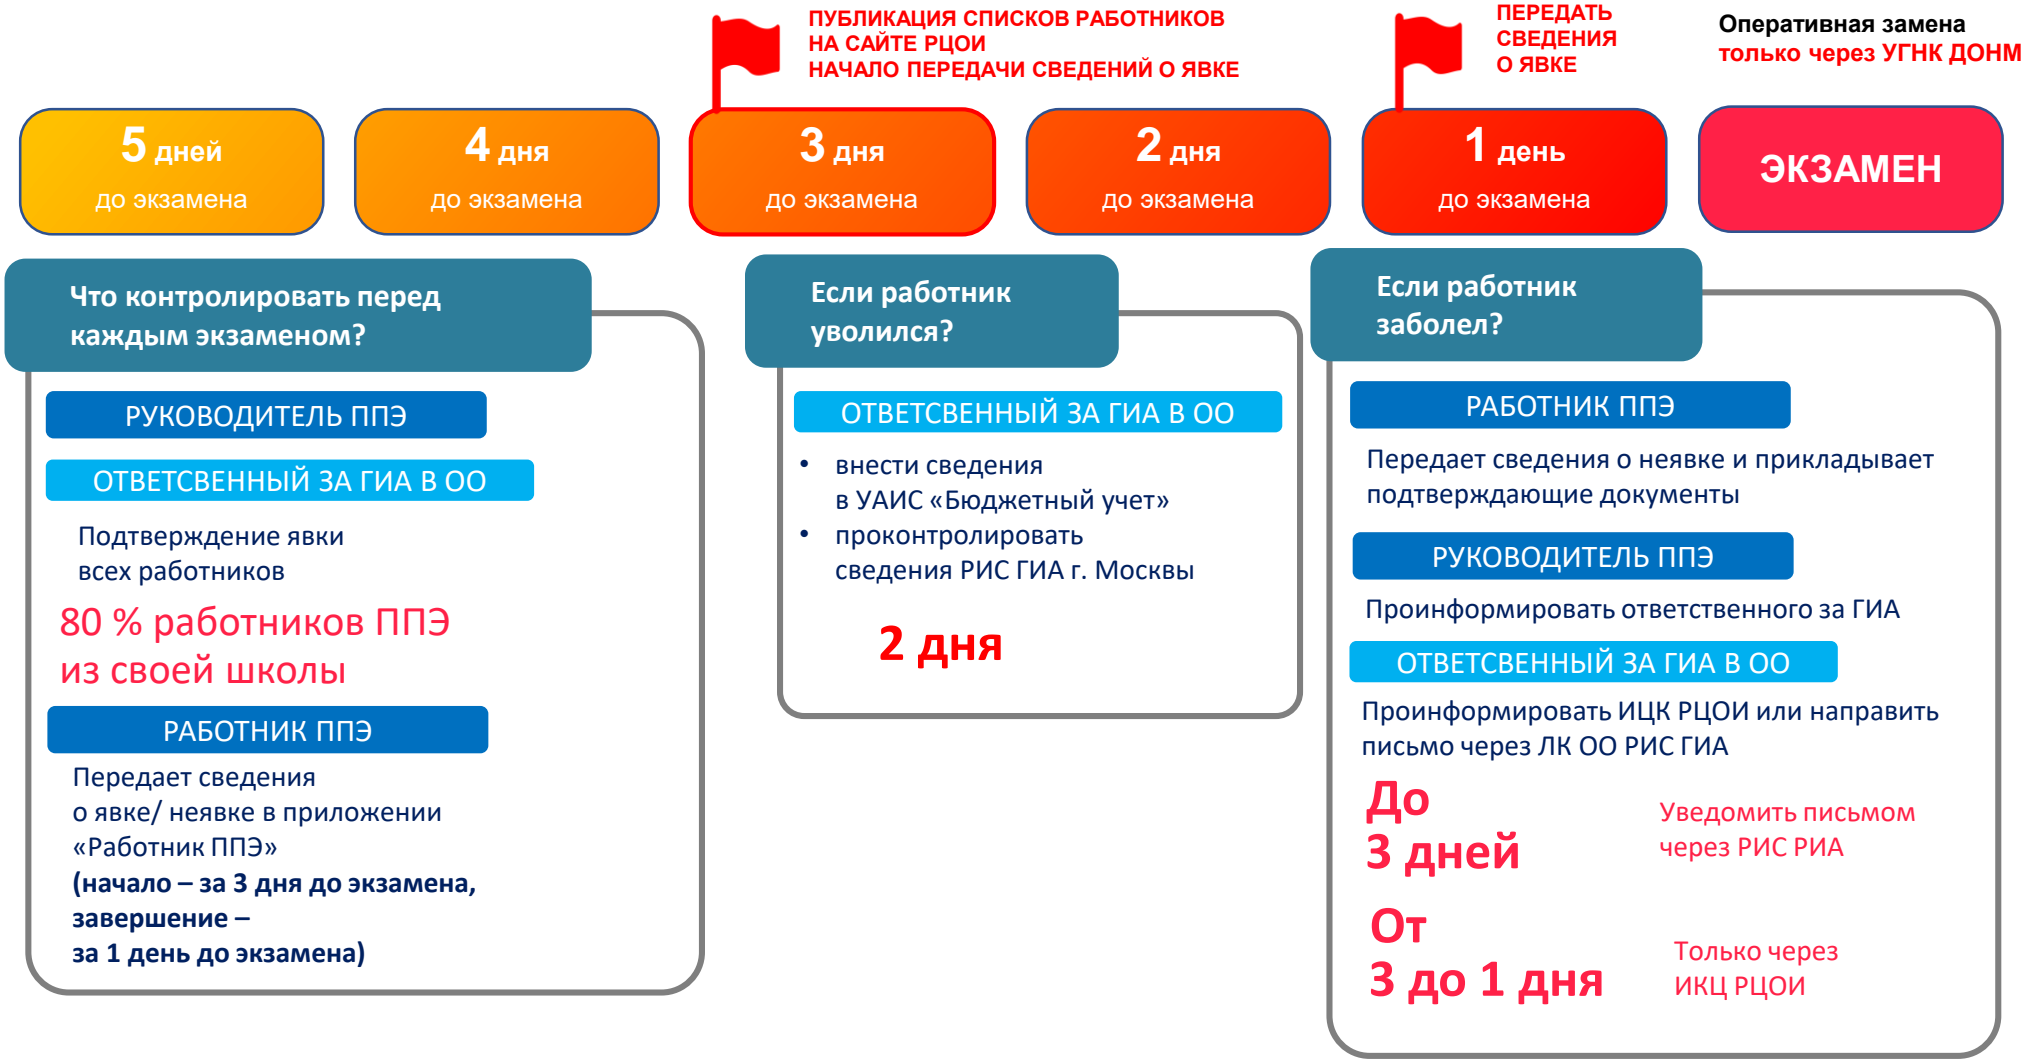 ПУБЛИКАЦИЯ СПИСКОВ РАБОТНИКОВ
НА САЙТЕ РЦОИ
НАЧАЛО ПЕРЕДАЧИ СВЕДЕНИЙ О ЯВКЕ
ПЕРЕДАТЬ
СВЕДЕНИЯ
О ЯВКЕ
Оперативная замена
только через УГНК ДОНМ
5 дней
до экзамена
4 дня
до экзамена
3 дня
до экзамена
2 дня
до экзамена
1 день
до экзамена
ЭКЗАМЕН
Что контролировать перед
каждым экзаменом?
РУКОВОДИТЕЛЬ ППЭ
ОТВЕТСВЕННЫЙ ЗА ГИА В ОО
Подтверждение явки
всех работников
80 % работников ППЭ
из своей школы
РАБОТНИК ППЭ
Передает сведения
о явке/ неявке в приложении
«Работник ППЭ»
(начало – за 3 дня до экзамена,
завершение –
за 1 день до экзамена)
Если работник
уволился?
ОТВЕТСВЕННЫЙ ЗА ГИА В ОО
• внести сведения
в УАИС «Бюджетный учет»
• проконтролировать
сведения РИС ГИА г. Москвы
2 дня
Если работник
заболел?
РАБОТНИК ППЭ
Передает сведения о неявке и прикладывает
подтверждающие документы
РУКОВОДИТЕЛЬ ППЭ
Проинформировать ответственного за ГИА
ОТВЕТСВЕННЫЙ ЗА ГИА В ОО
Проинформировать ИЦК РЦОИ или направить
письмо через ЛК ОО РИС ГИА
До
3 дней
Уведомить письмом
через РИС РИА
От
3 до 1 дня
Только через
ИКЦ РЦОИ